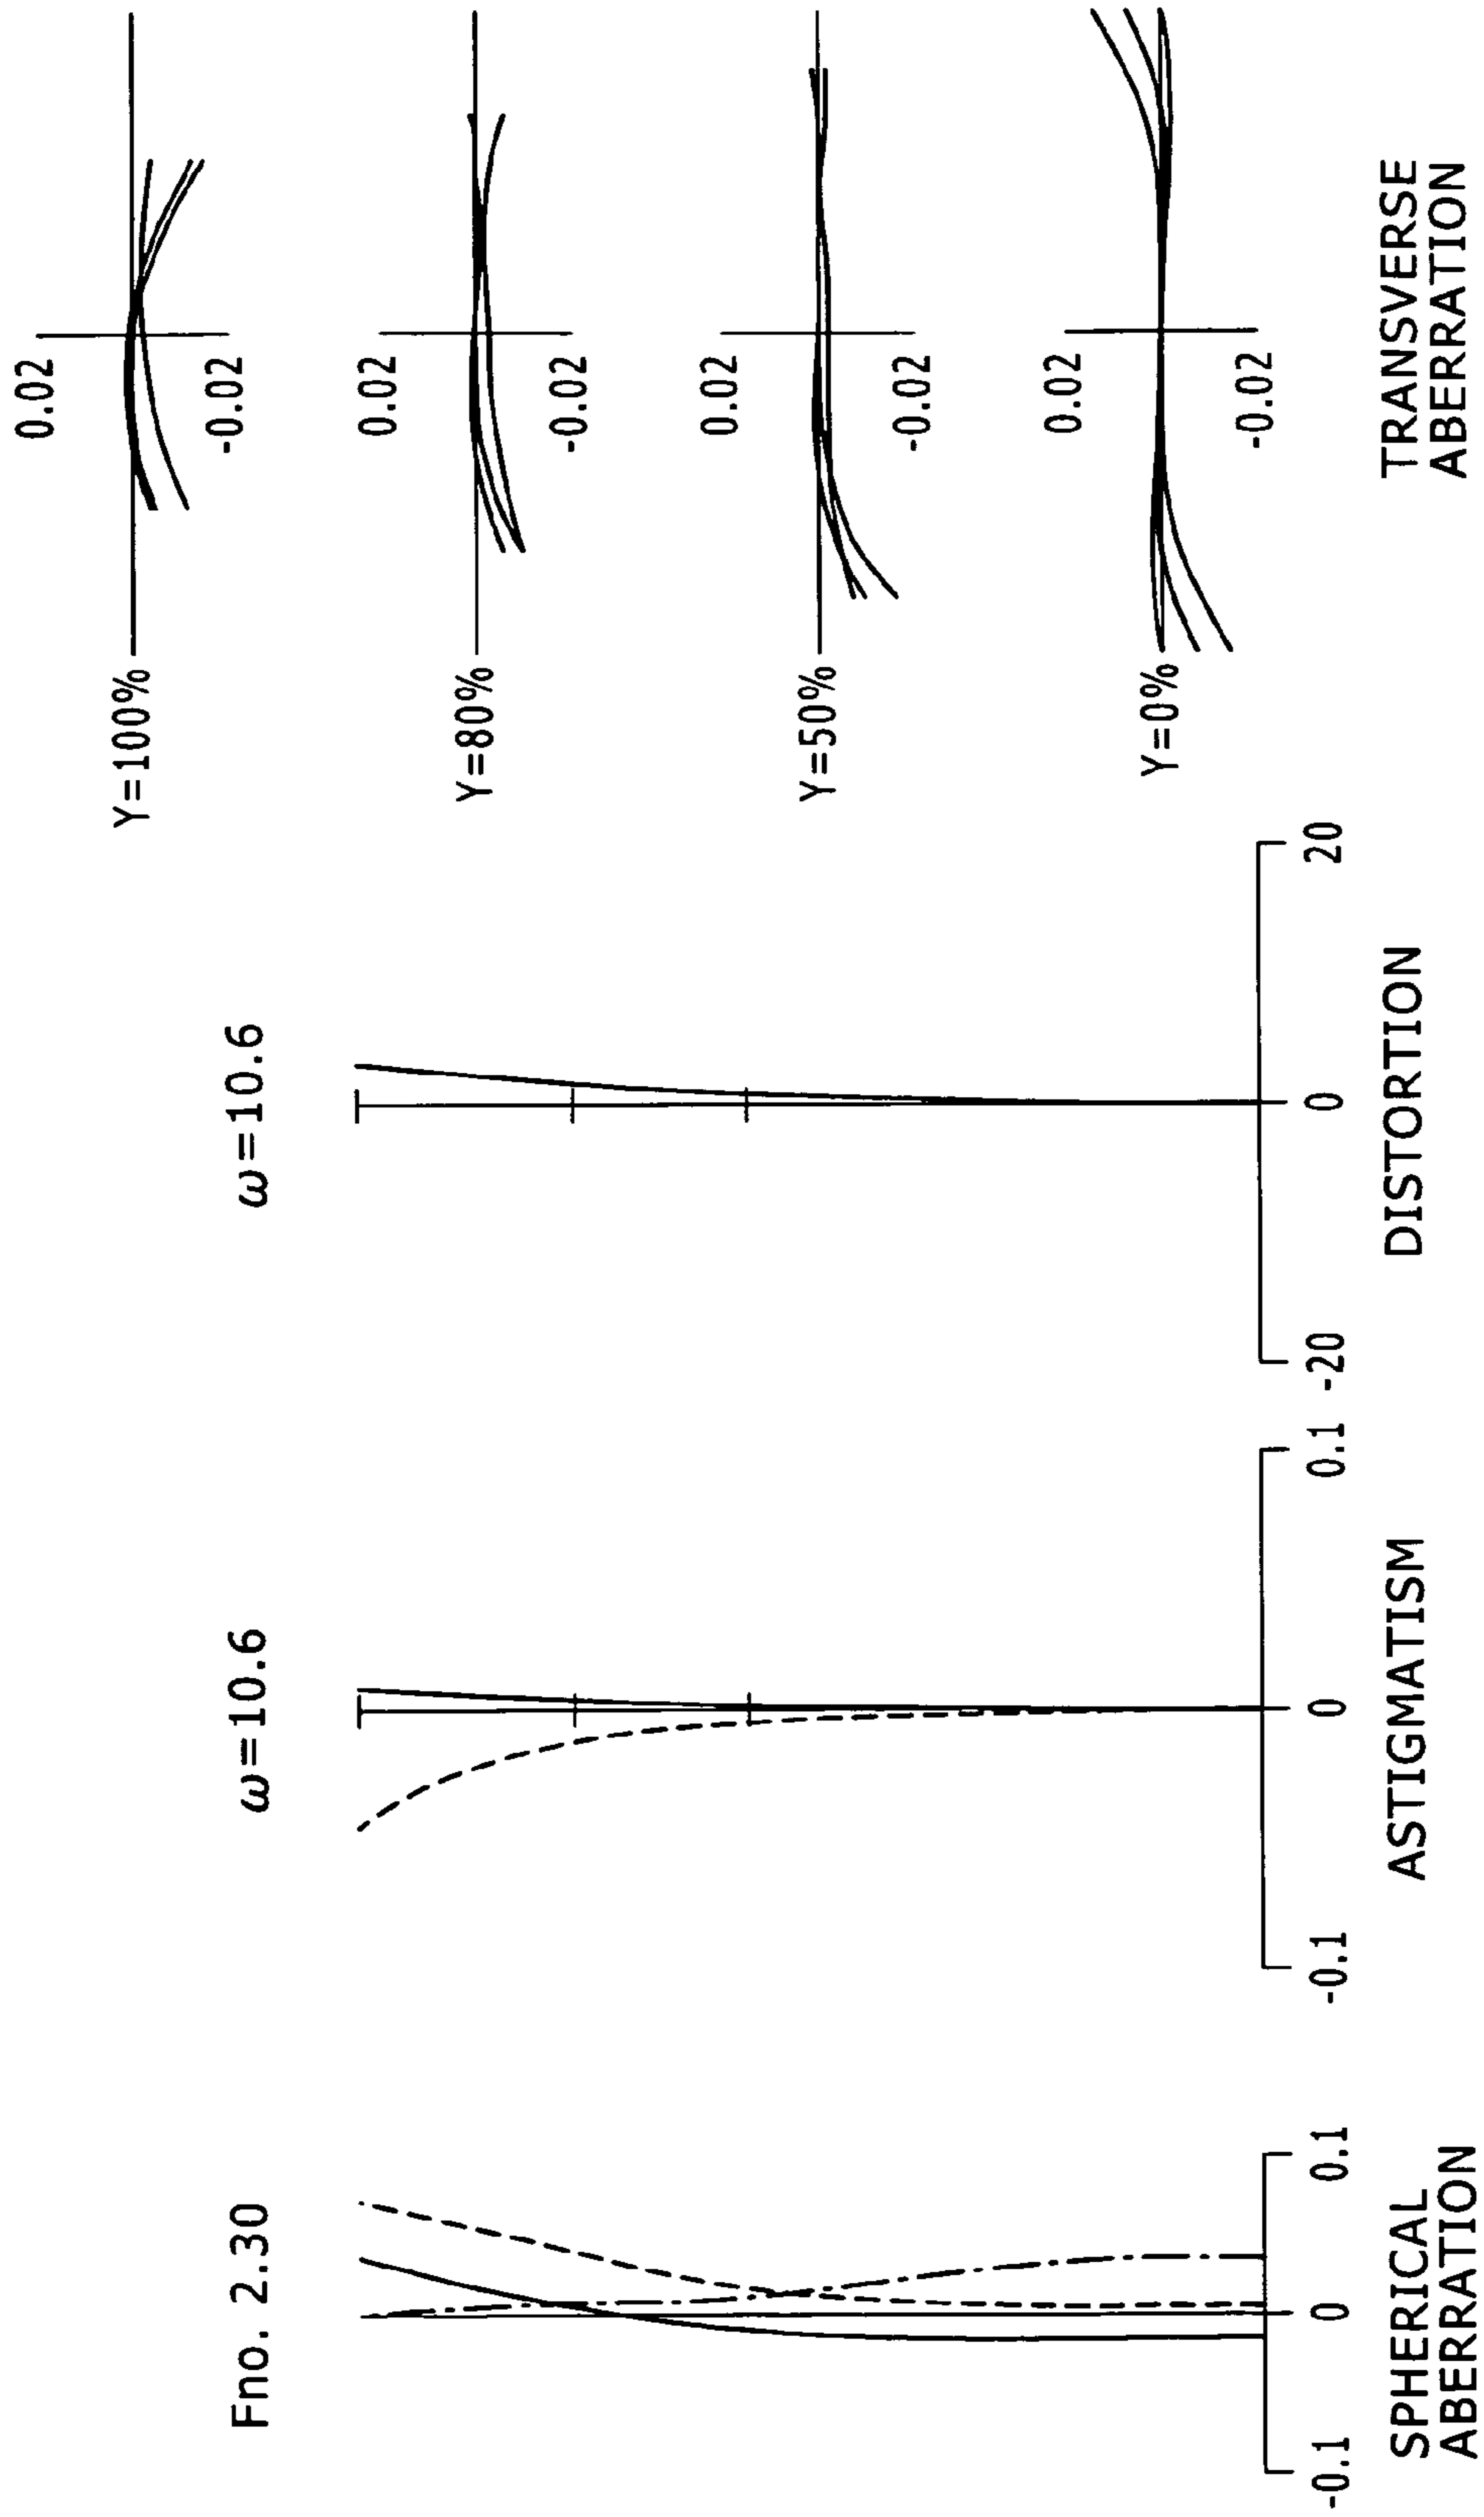 Fno. 2.30
-0.1 0 0.1
SPHERICAL
ABERRATION
ω=10.6
-0.1 0 0.1
ASTIGMATISM
ω=10.6
-20 0 20
DISTORTION
Y=100%
0.02
-0.02
Y=80%
0.02
-0.02
Y=50%
0.02
-0.02
Y=0%
0.02
-0.02
TRANSVERSE
ABERRATION